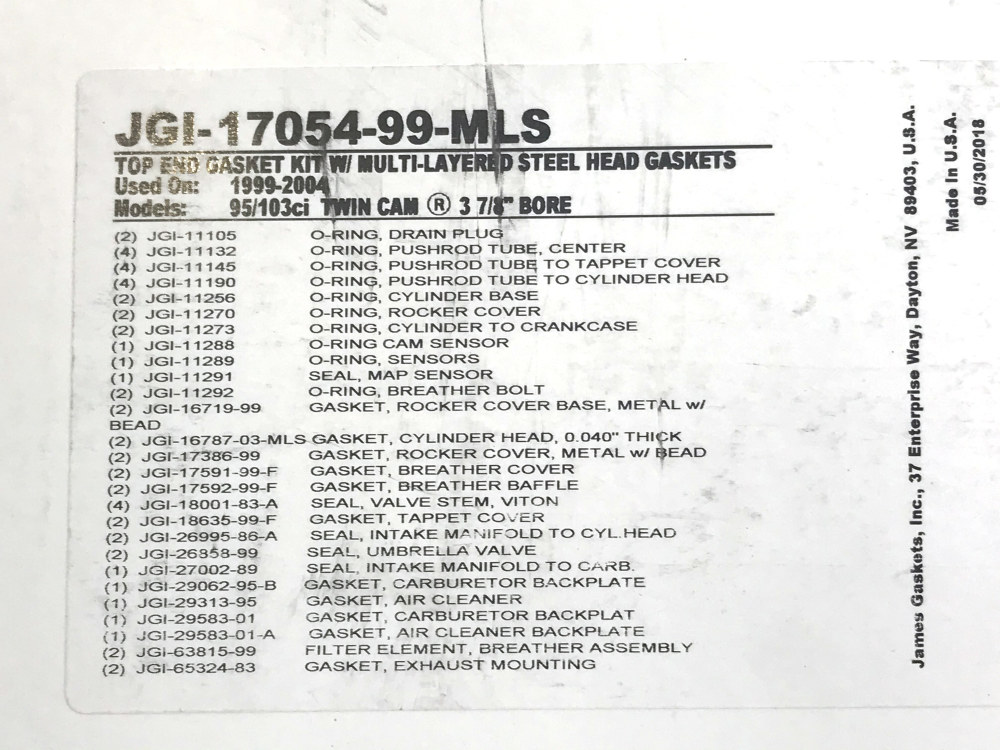 JGI-17054-99-MLS
TOP END GASKET KIT W/ MULTI-LAYERED STEEL HEAD GASKETS
Used On: 1999-2004
Models: 95/103ci TWIN CAM ® 3 7/8" BORE
(2) JGI-11105 O-RING, DRAIN PLUG
(4) JGI-11132 O-RING, PUSHROD TUBE, CENTER
(4) JGI-11145 O-RING, PUSHROD TUBE TO TAPPET COVER
(4) JGI-11190 O-RING, PUSHROD TUBE TO CYLINDER HEAD
(2) JGI-11256 O-RING, CYLINDER BASE
(2) JGI-11270 O-RING, ROCKER COVER
(2) JGI-11273 O-RING, CYLINDER TO CRANKCASE
(1) JGI-11288 O-RING CAM SENSOR
(1) JGI-11289 O-RING, SENSORS
(1) JGI-11291 SEAL, MAP SENSOR
(2) JGI-11292 O-RING, BREATHER BOLT
(2) JGI-16719-99 GASKET, ROCKER COVER BASE, METAL w/
BEAD
(2) JGI-16787-03-MLS GASKET, CYLINDER HEAD, 0.040" THICK
(2) JGI-17386-99 GASKET, ROCKER COVER, METAL w/ BEAD
(2) JGI-17591-99-F GASKET, BREATHER COVER
(2) JGI-17592-99-F GASKET, BREATHER BAFFLE
(4) JGI-18001-83-A SEAL, VALVE STEM, VITON
(2) JGI-18635-99-F GASKET, TAPPET COVER
(2) JGI-26995-86-A SEAL, INTAKE MANIFOLD TO CYL.HEAD
(2) JGI-26858-99 SEAL, UMBRELLA VALVE
(1) JGI-27002-89 SEAL, INTAKE MANIFOLD TO CARB.
(1) JGI-29062-95-B GASKET, CARBURETOR BACKPLATE
(1) JGI-29313-95 GASKET, AIR CLEANER
(1) JGI-29583-01 GASKET, CARBURETOR BACKPLAT
(1) JGI-29583-01-A GASKET, AIR CLEANER BACKPLATE
(2) JGI-63815-99 FILTER ELEMENT, BREATHER ASSEMBLY
(2) JGI-65324-83 GASKET, EXHAUST MOUNTING
James Gaskets, Inc., 37 Enterprise Way, Dayton, NV 89403, U.S.A.
Made In U.S.A.
05/30/2018